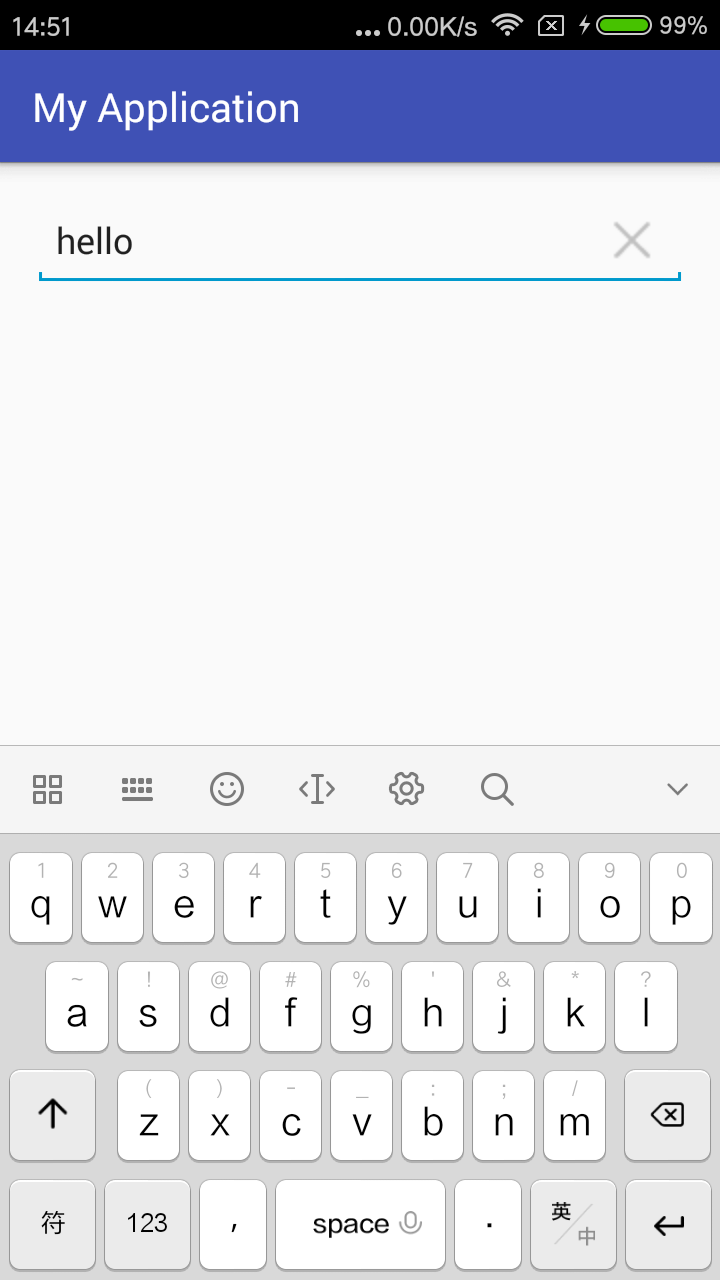 14:51 ... 0.00K/s 99%
My Application
hello
1 2 3 4 5 6 7 8 9 0
q w e r t y u i o p
~ ! @ # % ' & * ?
a s d f g h j k l
( ) - _ : ; /
z x c v b n m
符 123 , space . 英/中